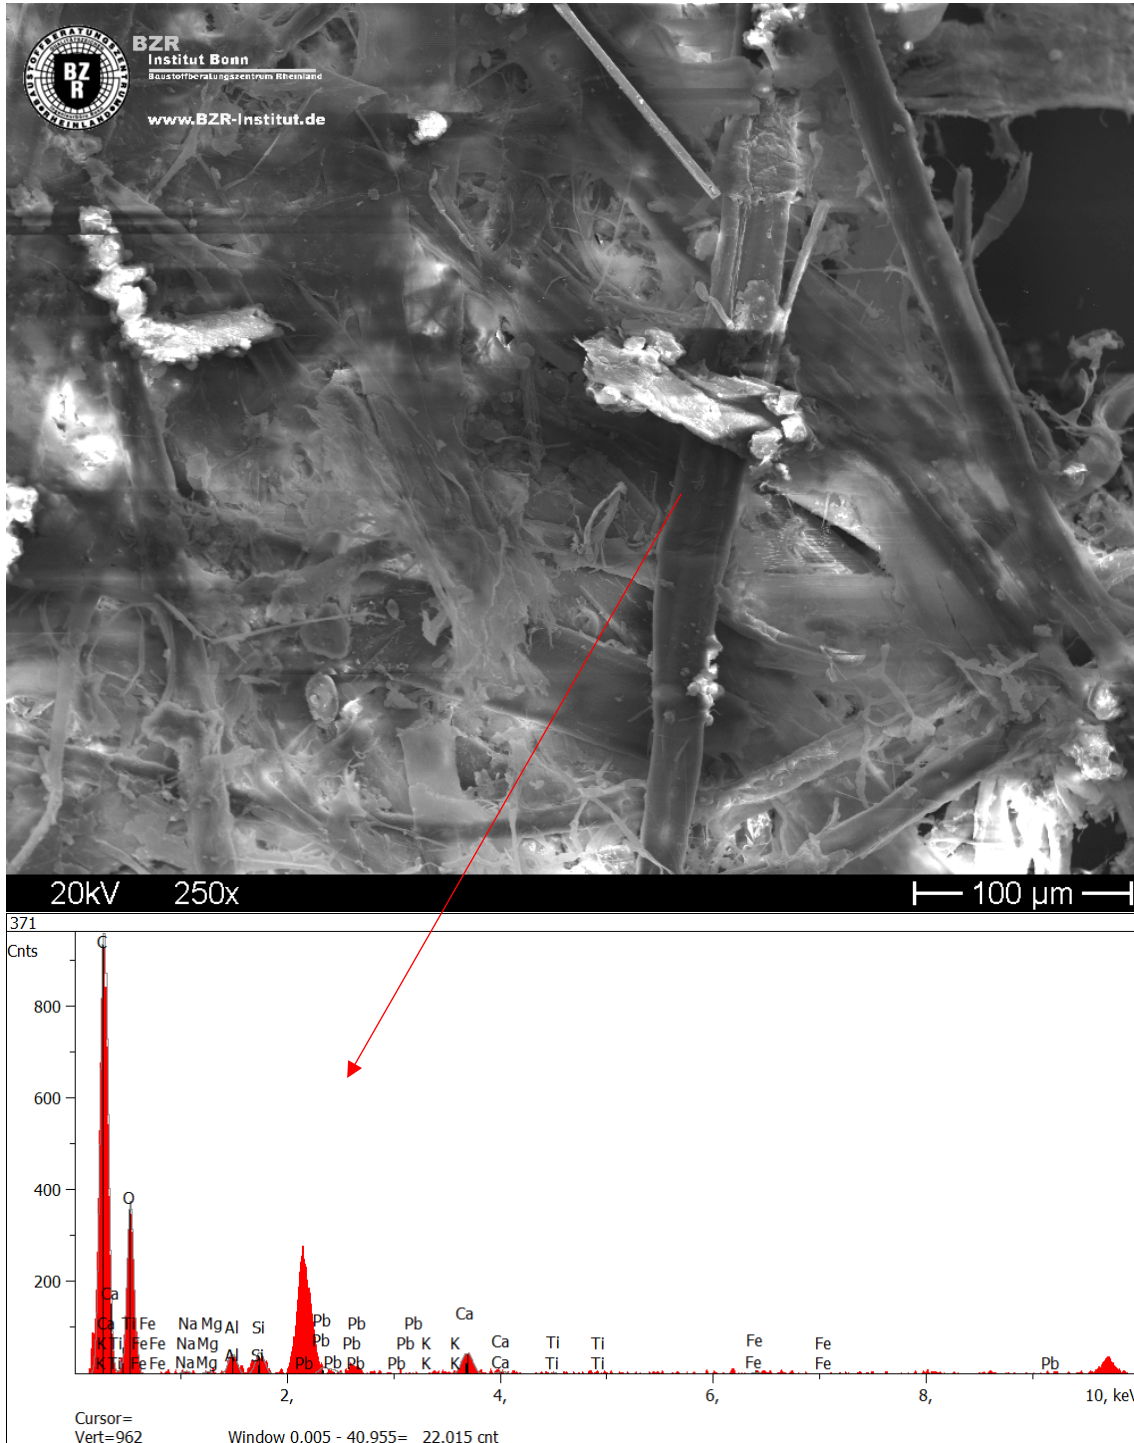 BZR
Institut Bonn
Baustoffberatungszentrum Rheinland
www.BZR-Institut.de
BAUSTOFFBERATUNGSZENTRUM RHEINLAND
BZ
R
20kV 250x 100 µm
371
Cnts
C
800
600
400
O
200
Ca
Ca Ti Fe Na Mg Al Si Pb Pb Pb Ca
K Ti Fe Fe Na Mg Pb Pb Pb K K Ca Ti Ti Fe Fe
K Ti Fe Fe Na Mg Al Si Pb Pb Pb Pb K K Ca Ti Ti Fe Fe Pb
2, 4, 6, 8, 10, keV
Cursor=
Vert=962 Window 0.005 - 40.955= 22.015 cnt